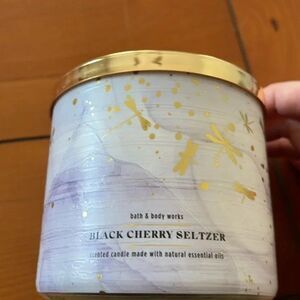 bath & body works
BLACK CHERRY SELTZER
scented candle made with natural essential oils